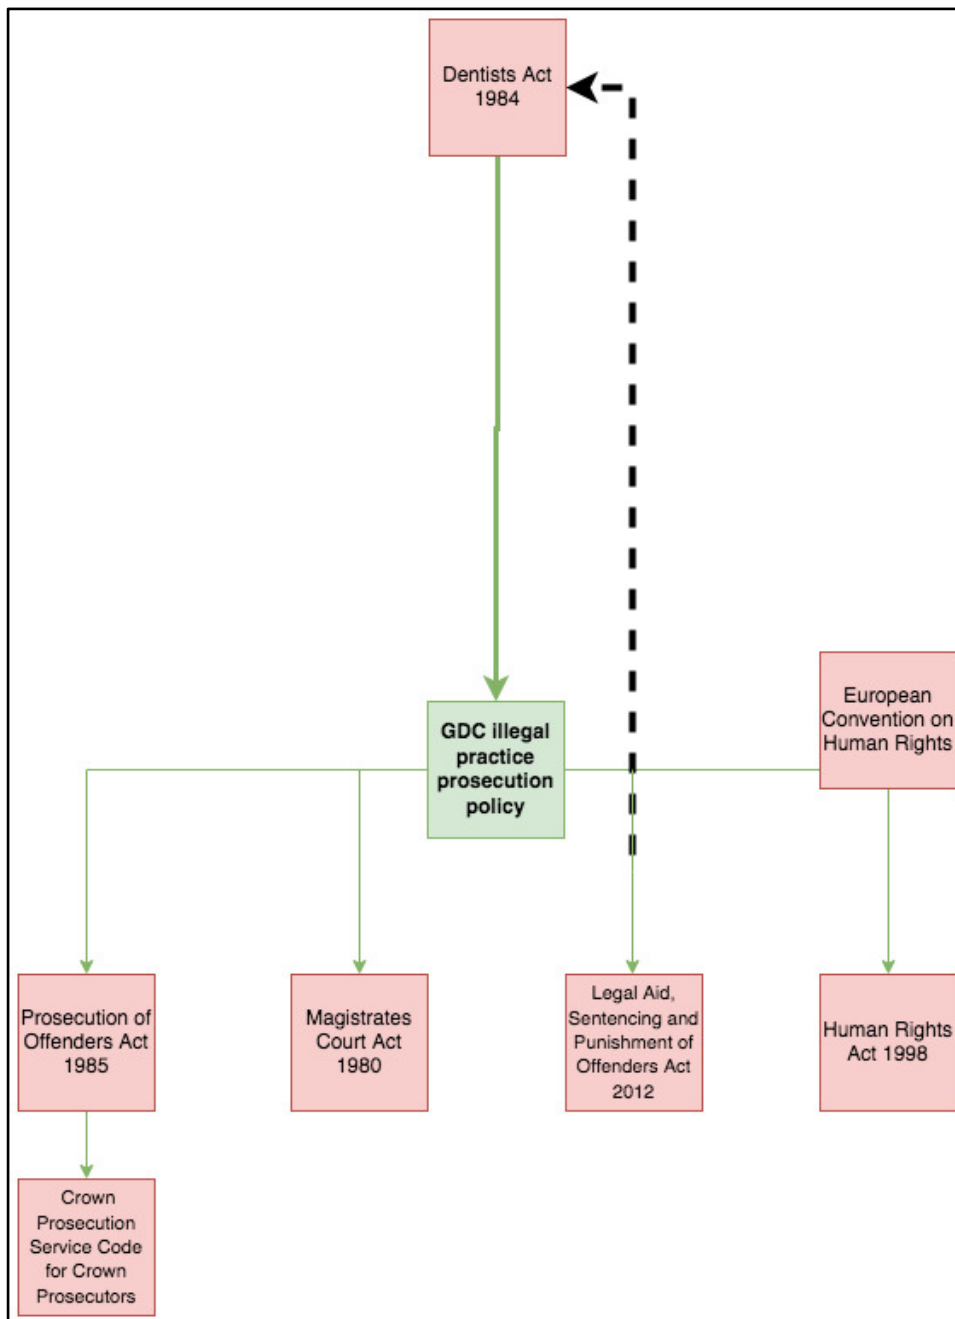 Dentists Act
1984
GDC illegal
practice
prosecution
policy
European
Convention on
Human Rights
Prosecution of
Offenders Act
1985
Magistrates
Court Act
1980
Legal Aid,
Sentencing and
Punishment of
Offenders Act
2012
Human Rights
Act 1998
Crown
Prosecution
Service Code
for Crown
Prosecutors